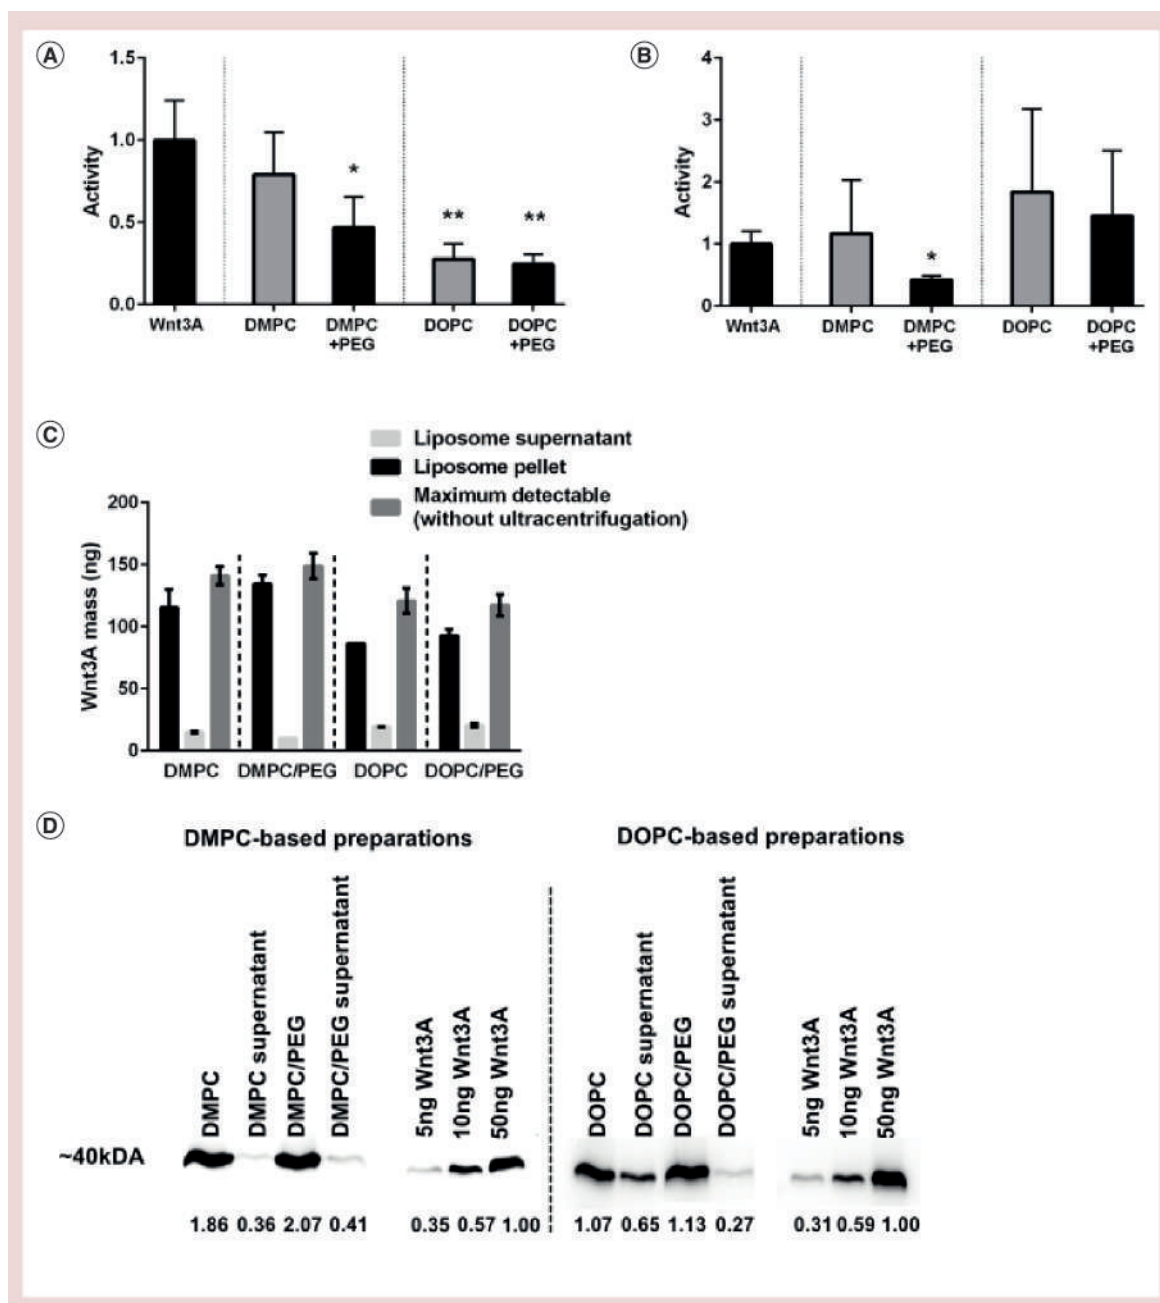 A
1.5
1.0
0.5
0.0
Activity
*
**
**
Wnt3A
DMPC
DMPC
+PEG
DOPC
DOPC
+PEG
B
4
3
2
1
0
Activity
*
Wnt3A
DMPC
DMPC
+PEG
DOPC
DOPC
+PEG
C
Liposome supernatant
Liposome pellet
Maximum detectable
(without ultracentrifugation)
200
150
100
50
0
Wnt3A mass (ng)
DMPC
DMPC/PEG
DOPC
DOPC/PEG
D
DMPC-based preparations
DOPC-based preparations
DMPC
DMPC supernatant
DMPC/PEG
DMPC/PEG supernatant
5ng Wnt3A
10ng Wnt3A
50ng Wnt3A
DOPC
DOPC supernatant
DOPC/PEG
DOPC/PEG supernatant
5ng Wnt3A
10ng Wnt3A
50ng Wnt3A
~40kDA
1.86 0.36 2.07 0.41
0.35 0.57 1.00
1.07 0.65 1.13 0.27
0.31 0.59 1.00